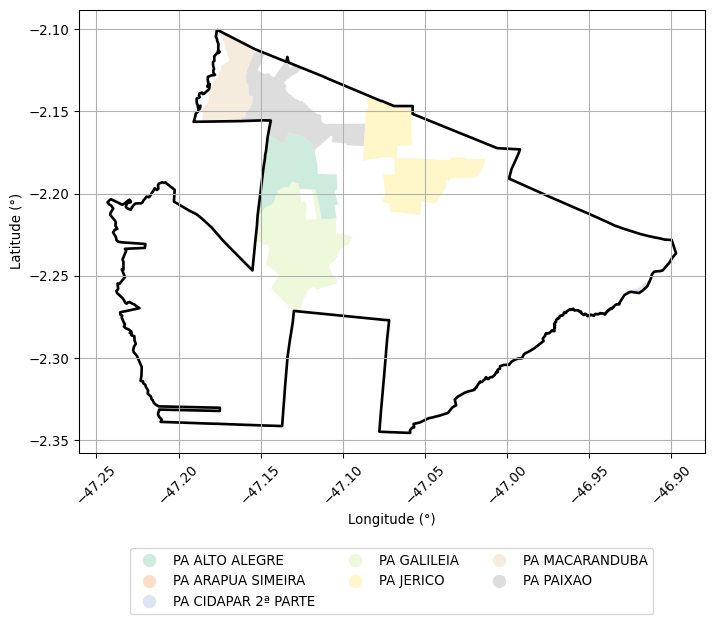 −2.10
−2.15
−2.20
−2.25
−2.30
−2.35
Latitude (°)
−47.25 −47.20 −47.15 −47.10 −47.05 −47.00 −46.95 −46.90
Longitude (°)
PA ALTO ALEGRE PA GALILEIA PA MACARANDUBA
PA ARAPUA SIMEIRA PA JERICO PA PAIXAO
PA CIDAPAR 2ª PARTE